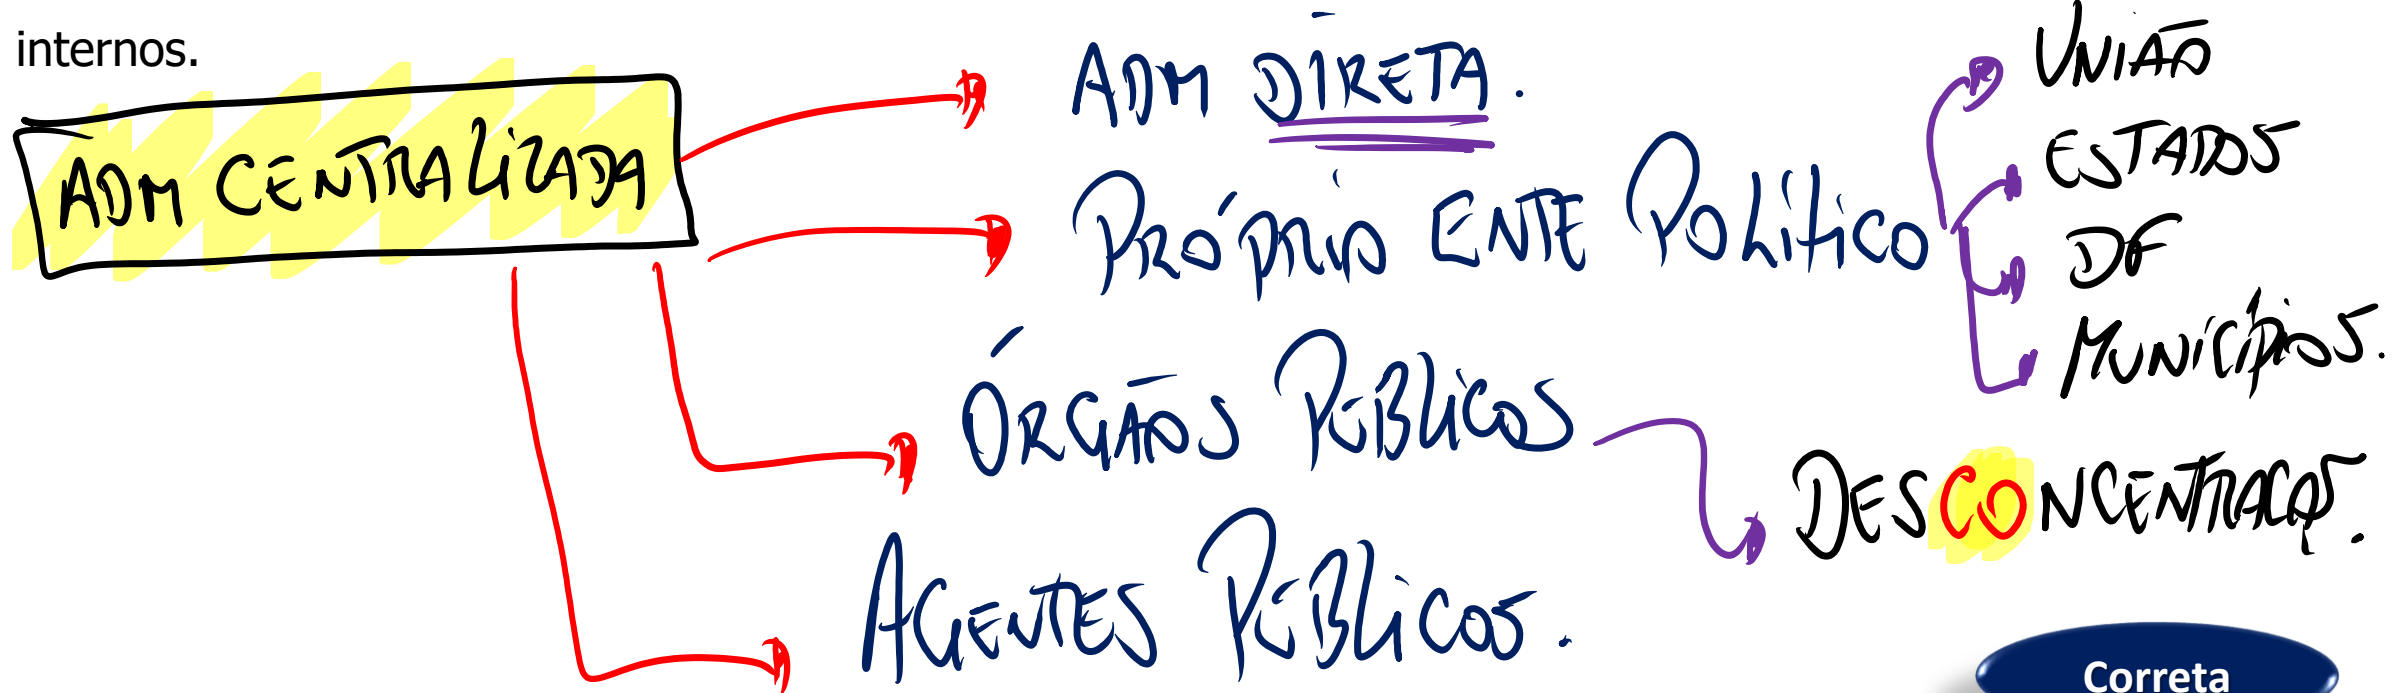 internos.
ADM CENTRALIZADA
ADM DIRETA.
PRÓPRIO ENTE POLÍTICO
UNIÃO
ESTADOS
DF
MUNICÍPIOS.
ÓRGÃOS PÚBLICOS
DESCONCENTRAÇÃO.
AGENTES PÚBLICOS.
Correta